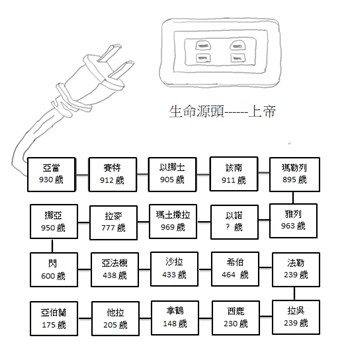 生命源頭------上帝
亞當 賽特 以挪士 該南 瑪勒列
930 歲 912 歲 905 歲 911 歲 895 歲
挪亞 拉麥 瑪土撒拉 以諾 雅列
950 歲 777 歲 969 歲 ? 歲 963 歲
閃 沙拉 希伯 法勒
600 歲 438 歲 433 歲 464 歲 239 歲
亞伯蘭 他拉 拿鶴 西鹿 拉吳
175 歲 205 歲 148 歲 230 歲 239 歲